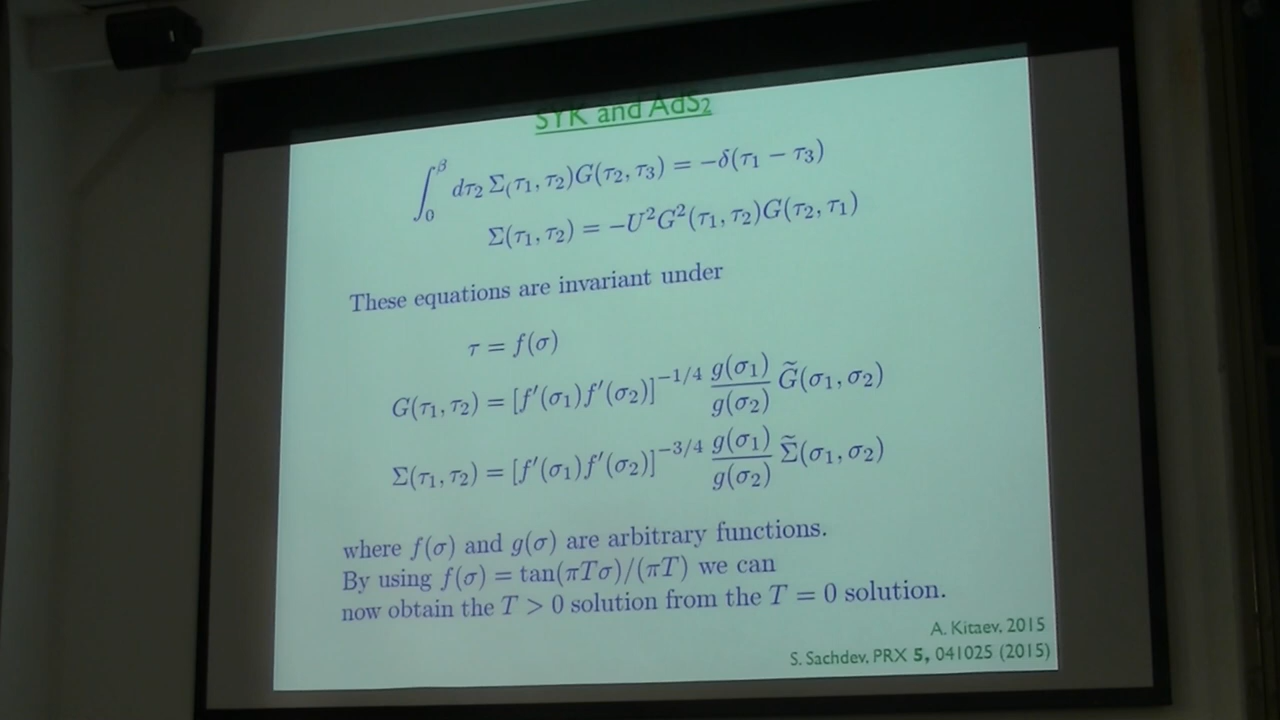 SYK and AdS₂
∫₀^β dτ₂ Σ(τ₁, τ₂)G(τ₂, τ₃) = −δ(τ₁ − τ₃)
Σ(τ₁, τ₂) = −U²G²(τ₁, τ₂)G(τ₂, τ₁)
These equations are invariant under
τ = f(σ)
G(τ₁, τ₂) = [f′(σ₁)f′(σ₂)]^{−1/4} g(σ₁)/g(σ₂) G̃(σ₁, σ₂)
Σ(τ₁, τ₂) = [f′(σ₁)f′(σ₂)]^{−3/4} g(σ₁)/g(σ₂) Σ̃(σ₁, σ₂)
where f(σ) and g(σ) are arbitrary functions.
By using f(σ) = tan(πTσ)/(πT) we can
now obtain the T > 0 solution from the T = 0 solution.
A. Kitaev, 2015
S. Sachdev, PRX 5, 041025 (2015)